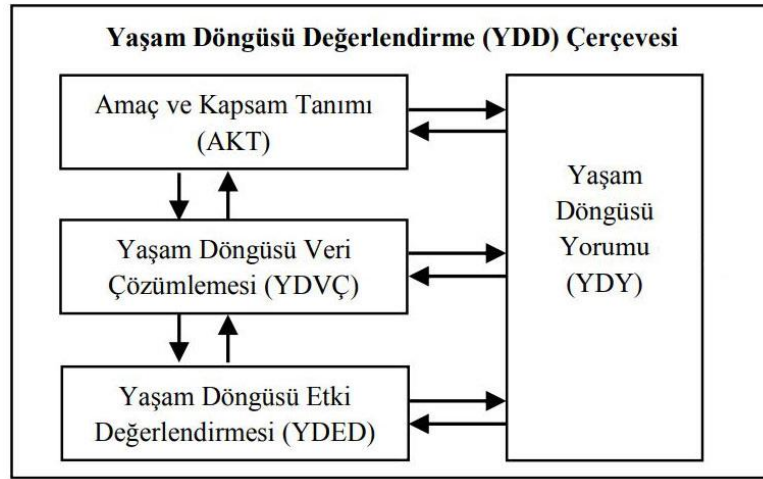 Yaşam Döngüsü Değerlendirme (YDD) Çerçevesi
Amaç ve Kapsam Tanımı
(AKT)
Yaşam Döngüsü Veri
Çözümlemesi (YDVÇ)
Yaşam Döngüsü Etki
Değerlendirmesi (YDED)
Yaşam
Döngüsü
Yorumu
(YDY)